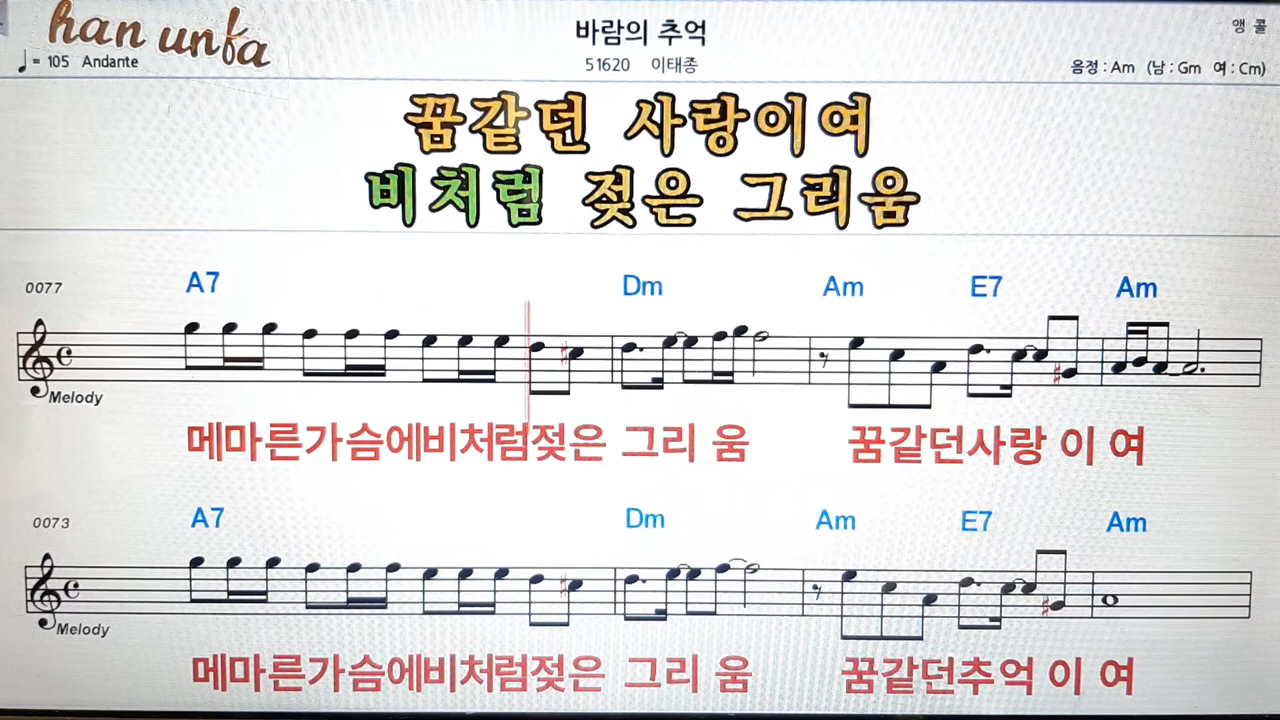 han unfa
바람의 추억
앵 콜
♩= 105 Andante
51620 이태종
음정 : Am (남 : Gm 여 : Cm)
꿈같던 사랑이여
비처럼 젖은 그리움
0077 A7 Dm Am E7 Am
Melody
메마른가슴에비처럼젖은 그리 움 꿈같던사랑 이 여
0073 A7 Dm Am E7 Am
Melody
메마른가슴에비처럼젖은 그리 움 꿈같던추억 이 여